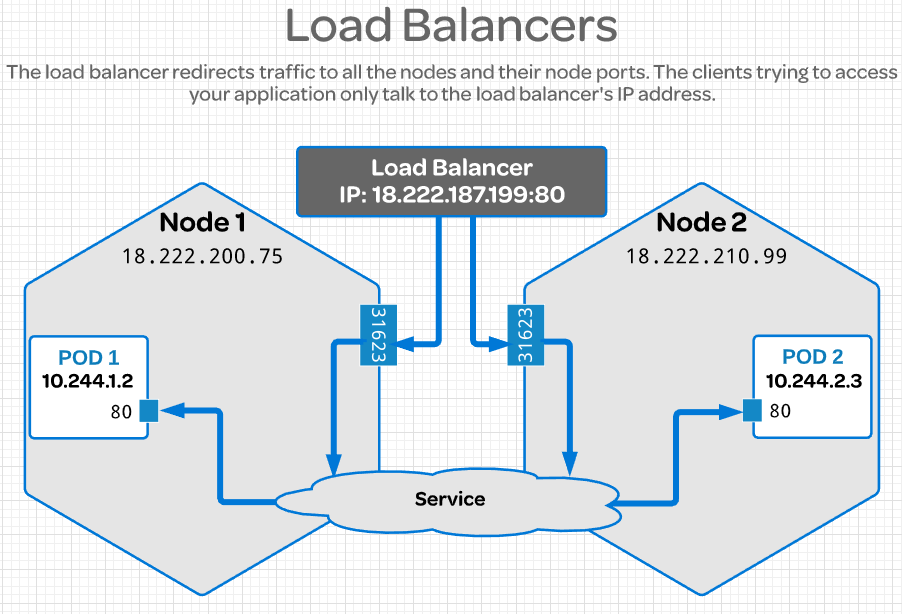 Load Balancers
The load balancer redirects traffic to all the nodes and their node ports. The clients trying to access
your application only talk to the load balancer's IP address.
Load Balancer
IP: 18.222.187.199:80
Node 1
18.222.200.75
Node 2
18.222.210.99
31623
31623
POD 1
10.244.1.2
80
POD 2
10.244.2.3
80
Service